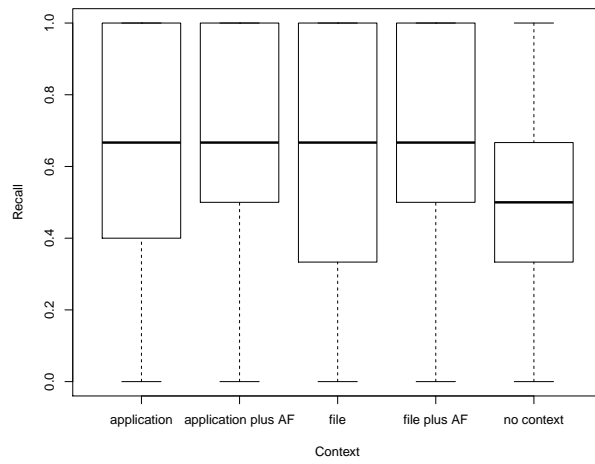 1.0
0.8
0.6
0.4
0.2
0.0
Recall
application application plus AF file file plus AF no context
Context